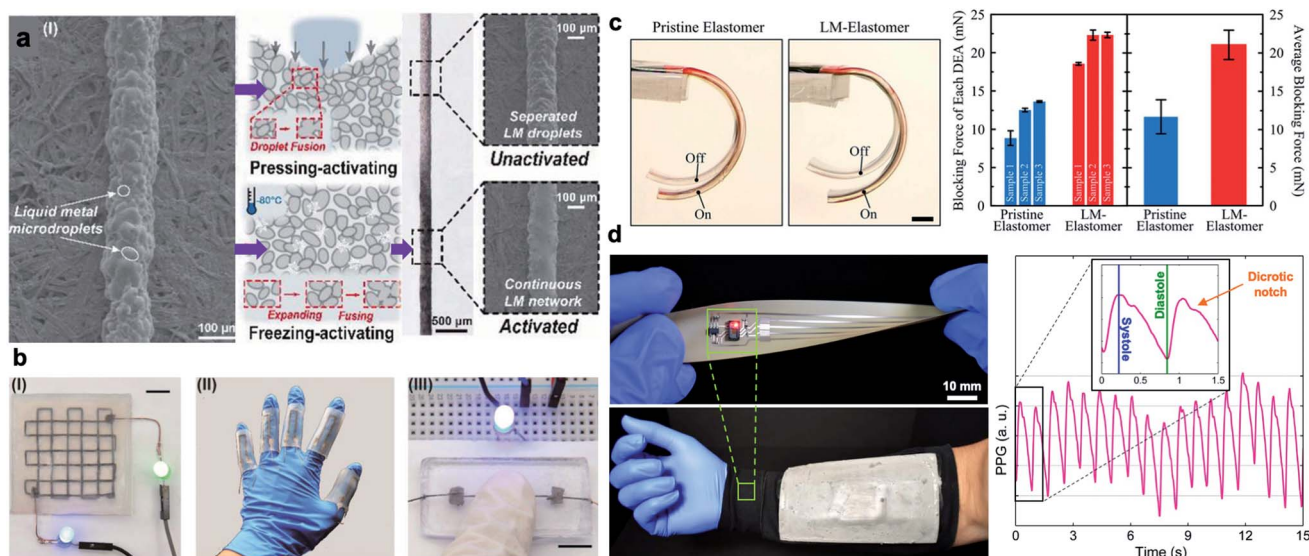 a
(I)
Liquid metal
microdroplets
100 μm
Droplet Fusion
Pressing-activating
-80°C
Expanding
Fusing
Freezing-activating
500 μm
100 μm
Seperated
LM droplets
Unactivated
100 μm
Continuous
LM network
Activated
b
(I)
(II)
(III)
c
Pristine Elastomer
LM-Elastomer
Off
On
Off
On
Blocking Force of Each DEA (mN)
25
20
15
10
5
0
Sample 1
Sample 2
Sample 3
Sample 1
Sample 2
Sample 3
Pristine
Elastomer
LM-
Elastomer
Pristine
Elastomer
LM-
Elastomer
25
20
15
10
5
0
Average Blocking
Force (mN)
d
10 mm
PPG (a. u.)
Systole
Diastole
Dicrotic
notch
0
0.5
1
1.5
0
3
6
9
12
15
Time (s)